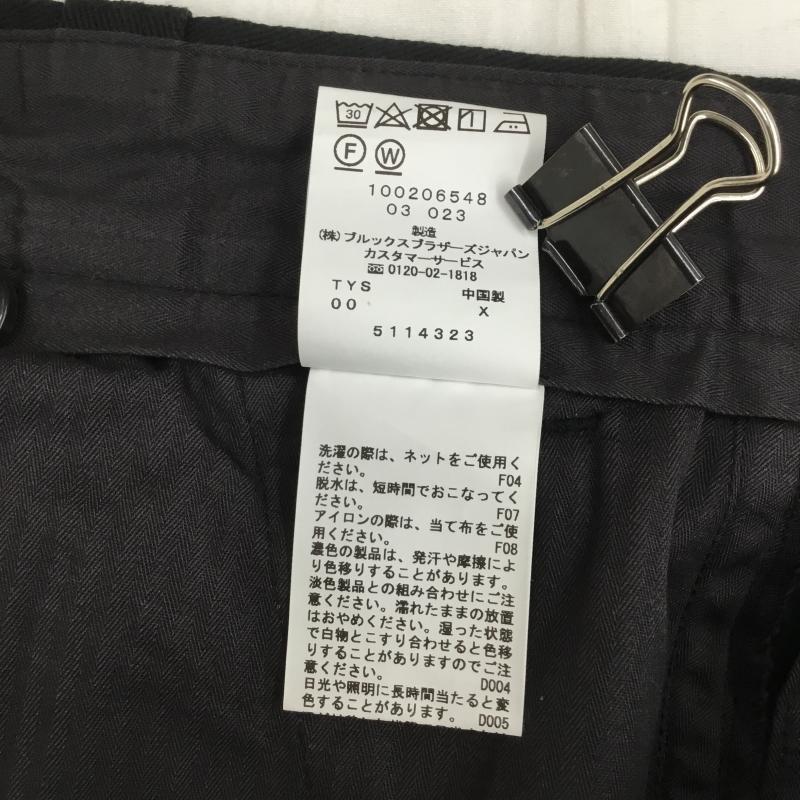 30
F W
100206548
03 023
製造
(株)ブルックスブラザーズジャパン
カスタマーサービス
0120-02-1818
TYS 中国製
00 X
5114323
洗濯の際は、ネットをご使用く
ださい。 F04
脱水は、短時間でおこなってく
ださい。 F07
アイロンの際は、当て布をご使
用ください。 F08
濃色の製品は、発汗や摩擦によ
り色移りすることがあります。
淡色製品との組み合わせにご注
意ください。濡れたままの放置
はおやめください。湿った状態
で白物とこすり合わせると色移
りすることがありますのでご注
意ください。 D004
日光や照明に長時間当たると変
色することがあります。 D005